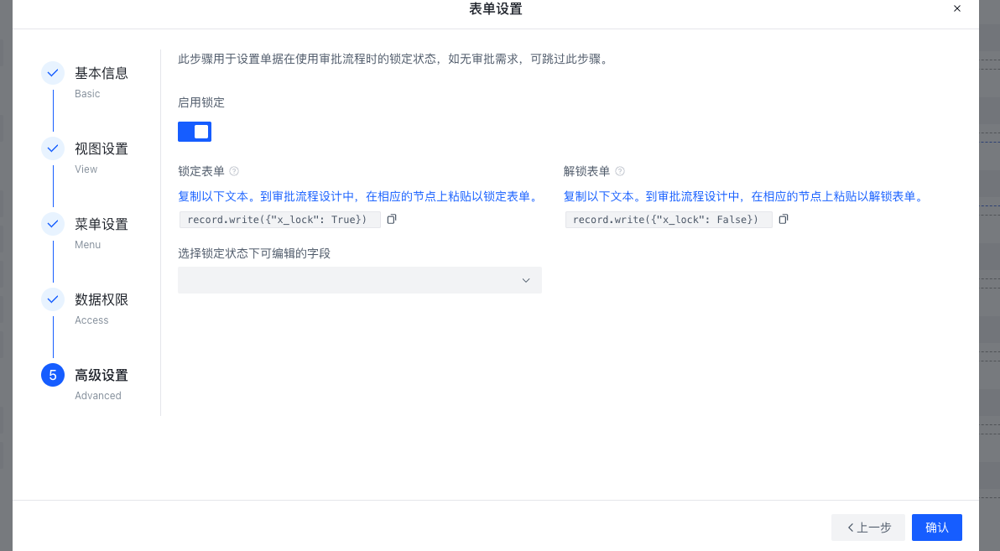 表单设置
基本信息
Basic
视图设置
View
菜单设置
Menu
数据权限
Access
5
高级设置
Advanced
此步骤用于设置单据在使用审批流程时的锁定状态，如无审批需求，可跳过此步骤。
启用锁定
锁定表单
复制以下文本。到审批流程设计中，在相应的节点上粘贴以锁定表单。
record.write({"x_lock": True})
解锁表单
复制以下文本。到审批流程设计中，在相应的节点上粘贴以解锁表单。
record.write({"x_lock": False})
选择锁定状态下可编辑的字段
上一步
确认